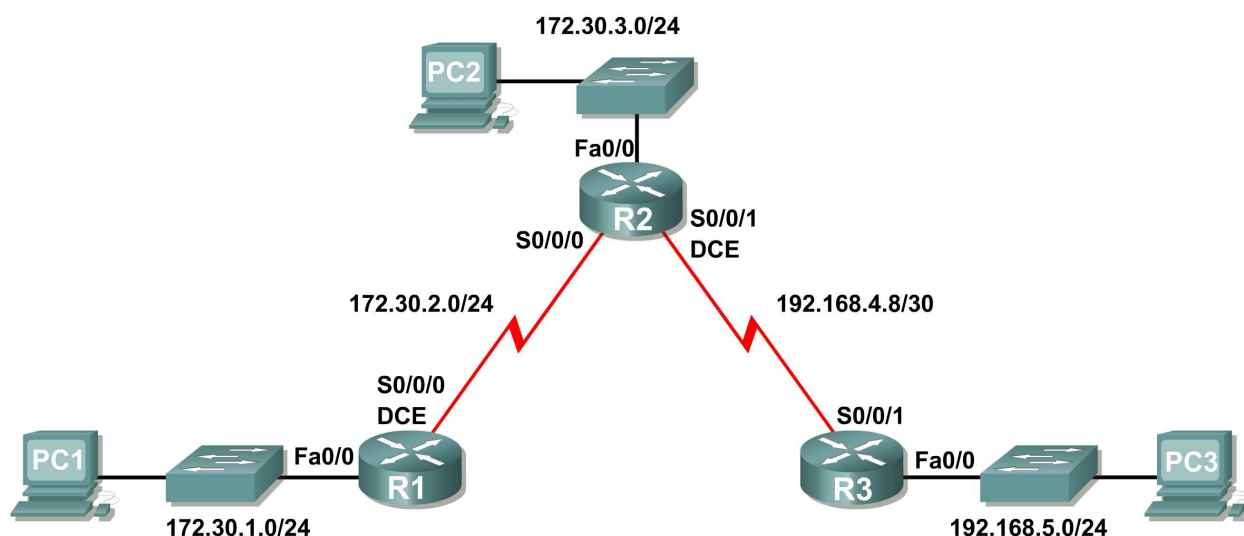 172.30.3.0/24
PC2
Fa0/0
R2
S0/0/0
S0/0/1
DCE
172.30.2.0/24
192.168.4.8/30
S0/0/0
DCE
S0/0/1
PC1
Fa0/0
R1
172.30.1.0/24
R3
Fa0/0
PC3
192.168.5.0/24